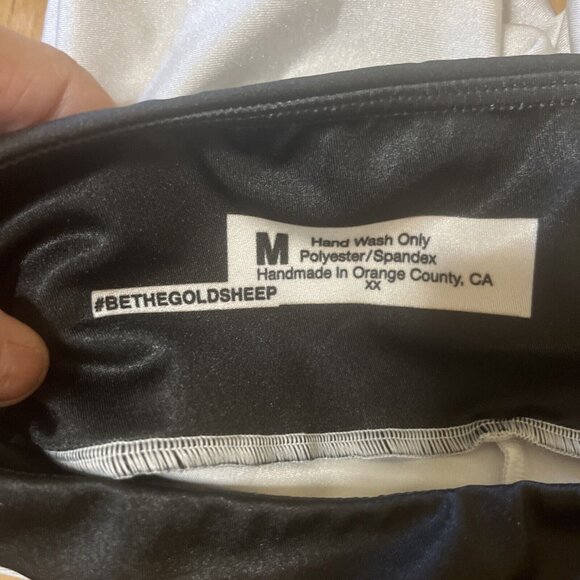 M
Hand Wash Only
Polyester/Spandex
Handmade In Orange County, CA
XX
#BETHEGOLDSHEEP